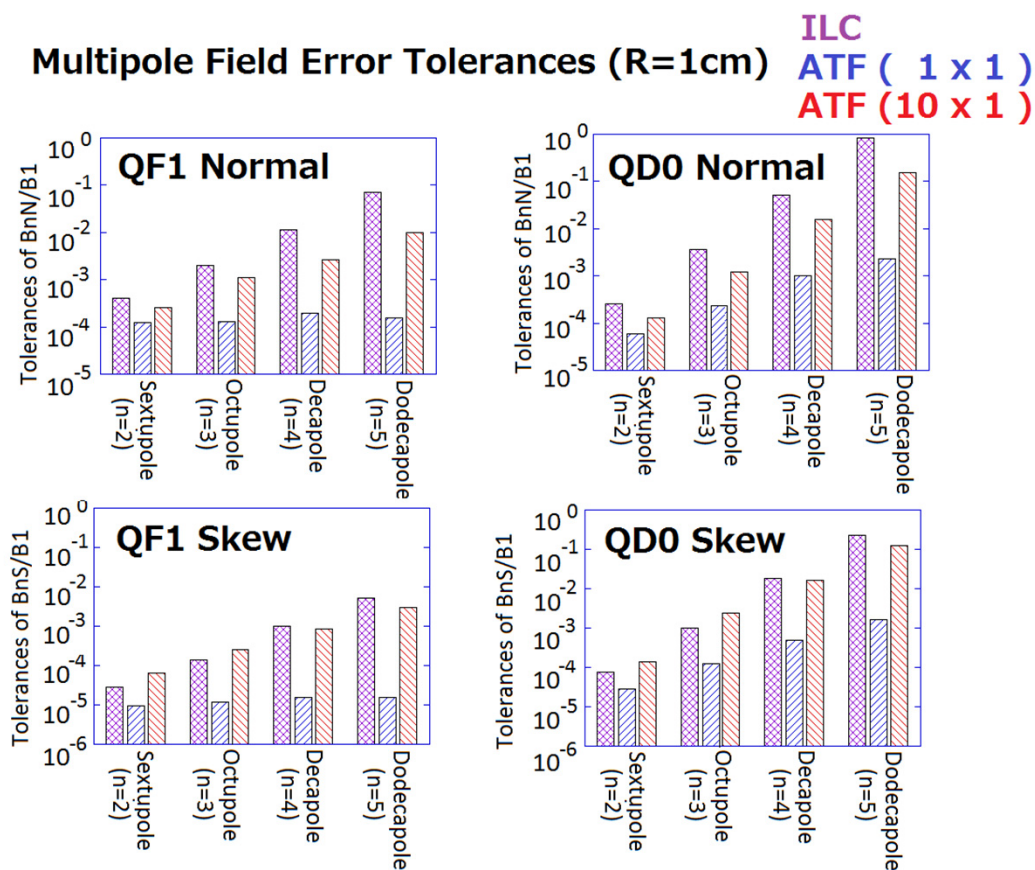 Multipole Field Error Tolerances (R=1cm)
ILC
ATF ( 1 x 1 )
ATF (10 x 1 )
QF1 Normal
Tolerances of BnN/B1
10^0
10^-1
10^-2
10^-3
10^-4
10^-5
Sextupole
(n=2)
Octupole
(n=3)
Decapole
(n=4)
Dodecapole
(n=5)
QD0 Normal
Tolerances of BnN/B1
10^0
10^-1
10^-2
10^-3
10^-4
10^-5
Sextupole
(n=2)
Octupole
(n=3)
Decapole
(n=4)
Dodecapole
(n=5)
QF1 Skew
Tolerances of BnS/B1
10^0
10^-1
10^-2
10^-3
10^-4
10^-5
10^-6
Sextupole
(n=2)
Octupole
(n=3)
Decapole
(n=4)
Dodecapole
(n=5)
QD0 Skew
Tolerances of BnS/B1
10^0
10^-1
10^-2
10^-3
10^-4
10^-5
10^-6
Sextupole
(n=2)
Octupole
(n=3)
Decapole
(n=4)
Dodecapole
(n=5)